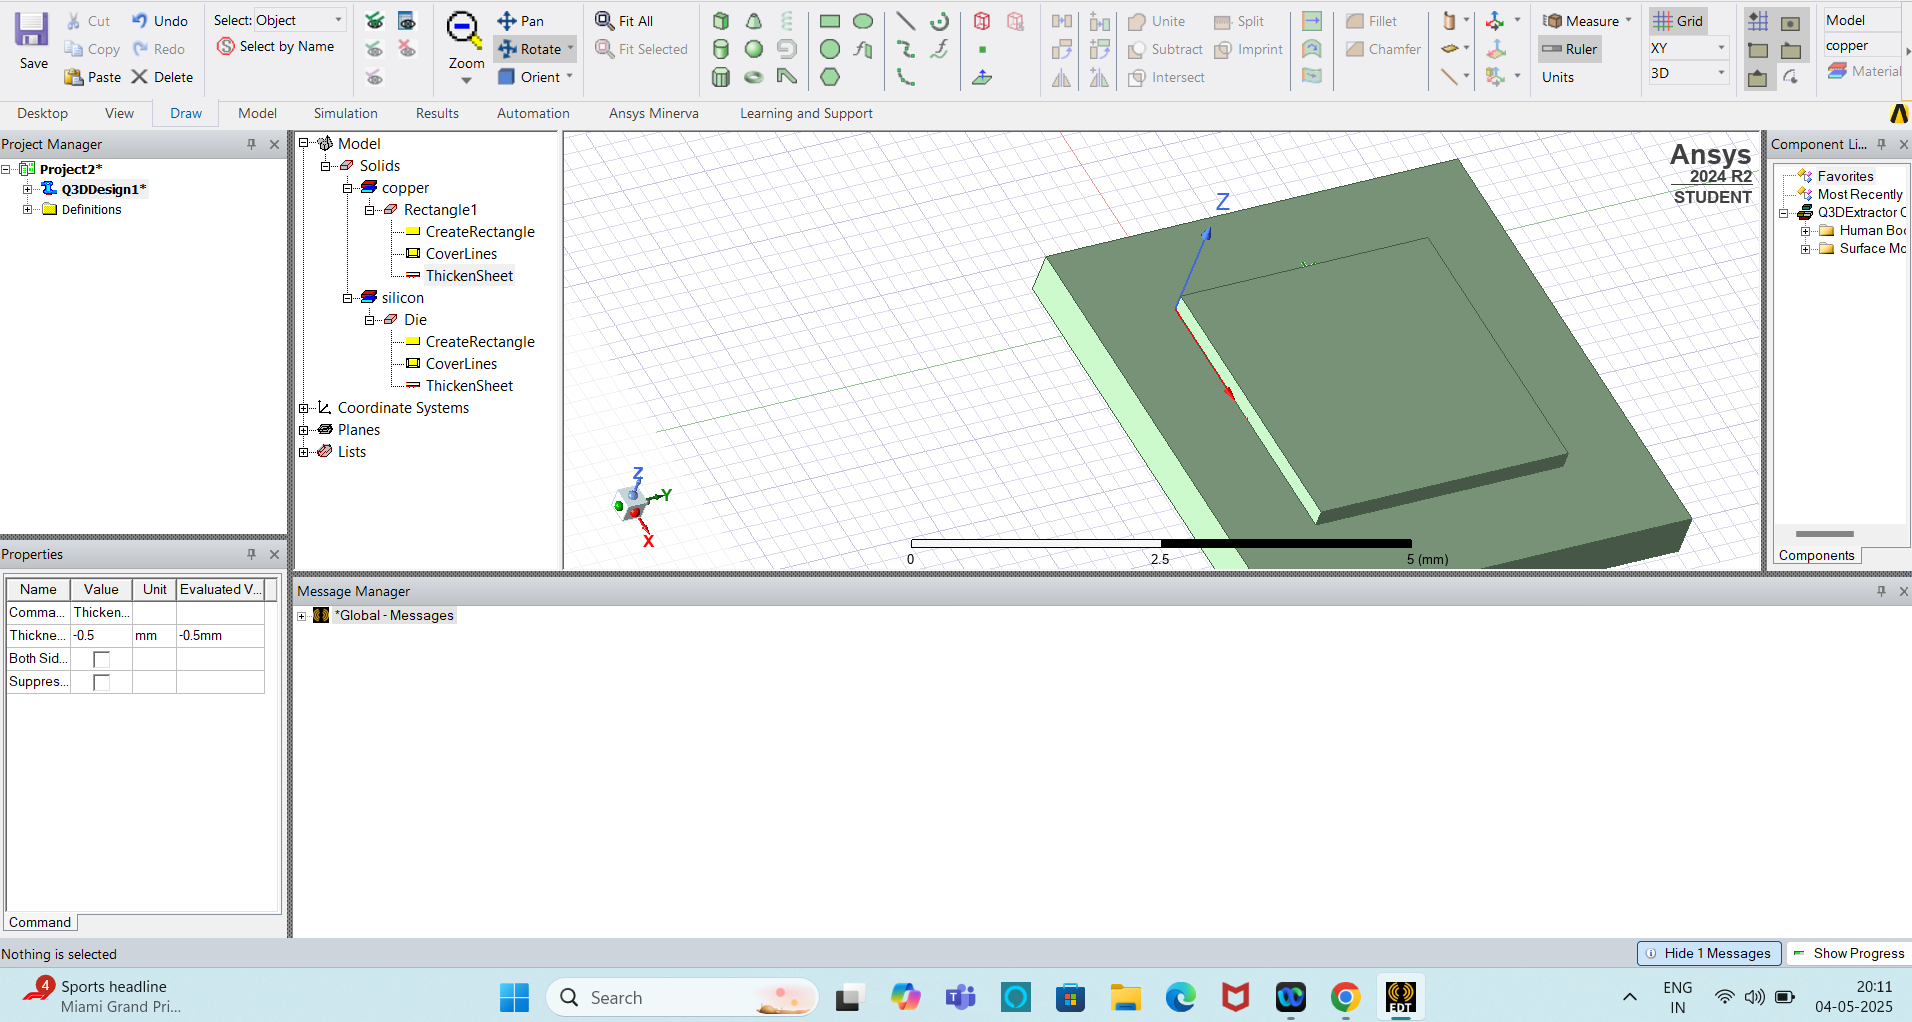 Save
Cut
Copy
Paste
Undo
Redo
Delete
Select: Object
Select by Name
Zoom
Pan
Rotate
Orient
Fit All
Fit Selected
Unite
Subtract
Intersect
Split
Imprint
Fillet
Chamfer
Measure
Ruler
Units
Grid
XY
3D
Model
copper
Material
Desktop
View
Draw
Model
Simulation
Results
Automation
Ansys Minerva
Learning and Support
Project Manager
Project2*
Q3DDesign1*
Definitions
Model
Solids
copper
Rectangle1
CreateRectangle
CoverLines
ThickenSheet
silicon
Die
CreateRectangle
CoverLines
ThickenSheet
Coordinate Systems
Planes
Lists
Z
Ansys
2024 R2
STUDENT
Z
Y
X
0
2.5
5 (mm)
Component Li...
Favorites
Most Recently
Q3DExtractor C
Human Boc
Surface Mo
Components
Properties
Name Value Unit Evaluated V...
Comma... Thicken...
Thickne... -0.5 mm -0.5mm
Both Sid...
Suppres...
Command
Message Manager
*Global - Messages
Nothing is selected
Hide 1 Messages
Show Progress
4
Sports headline
Miami Grand Pri...
Search
EDT
ENG
IN
20:11
04-05-2025